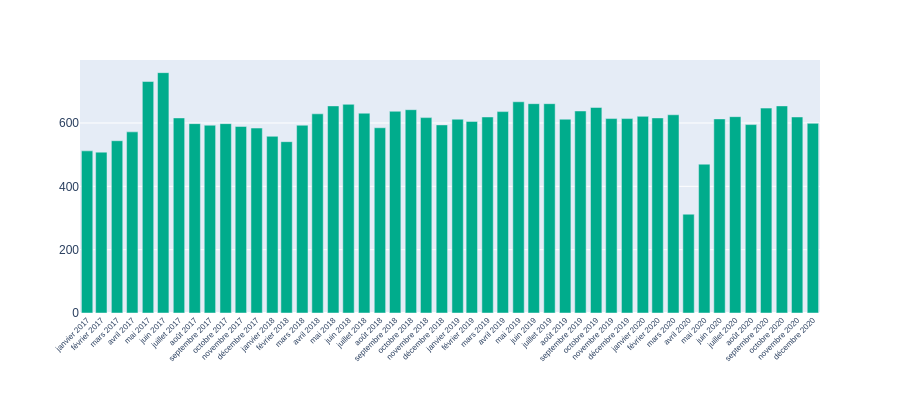 600
400
200
0
janvier 2017
février 2017
mars 2017
avril 2017
mai 2017
juin 2017
juillet 2017
août 2017
septembre 2017
octobre 2017
novembre 2017
décembre 2017
janvier 2018
février 2018
mars 2018
avril 2018
mai 2018
juin 2018
juillet 2018
août 2018
septembre 2018
octobre 2018
novembre 2018
décembre 2018
janvier 2019
février 2019
mars 2019
avril 2019
mai 2019
juin 2019
juillet 2019
août 2019
septembre 2019
octobre 2019
novembre 2019
décembre 2019
janvier 2020
février 2020
mars 2020
avril 2020
mai 2020
juin 2020
juillet 2020
août 2020
septembre 2020
octobre 2020
novembre 2020
décembre 2020